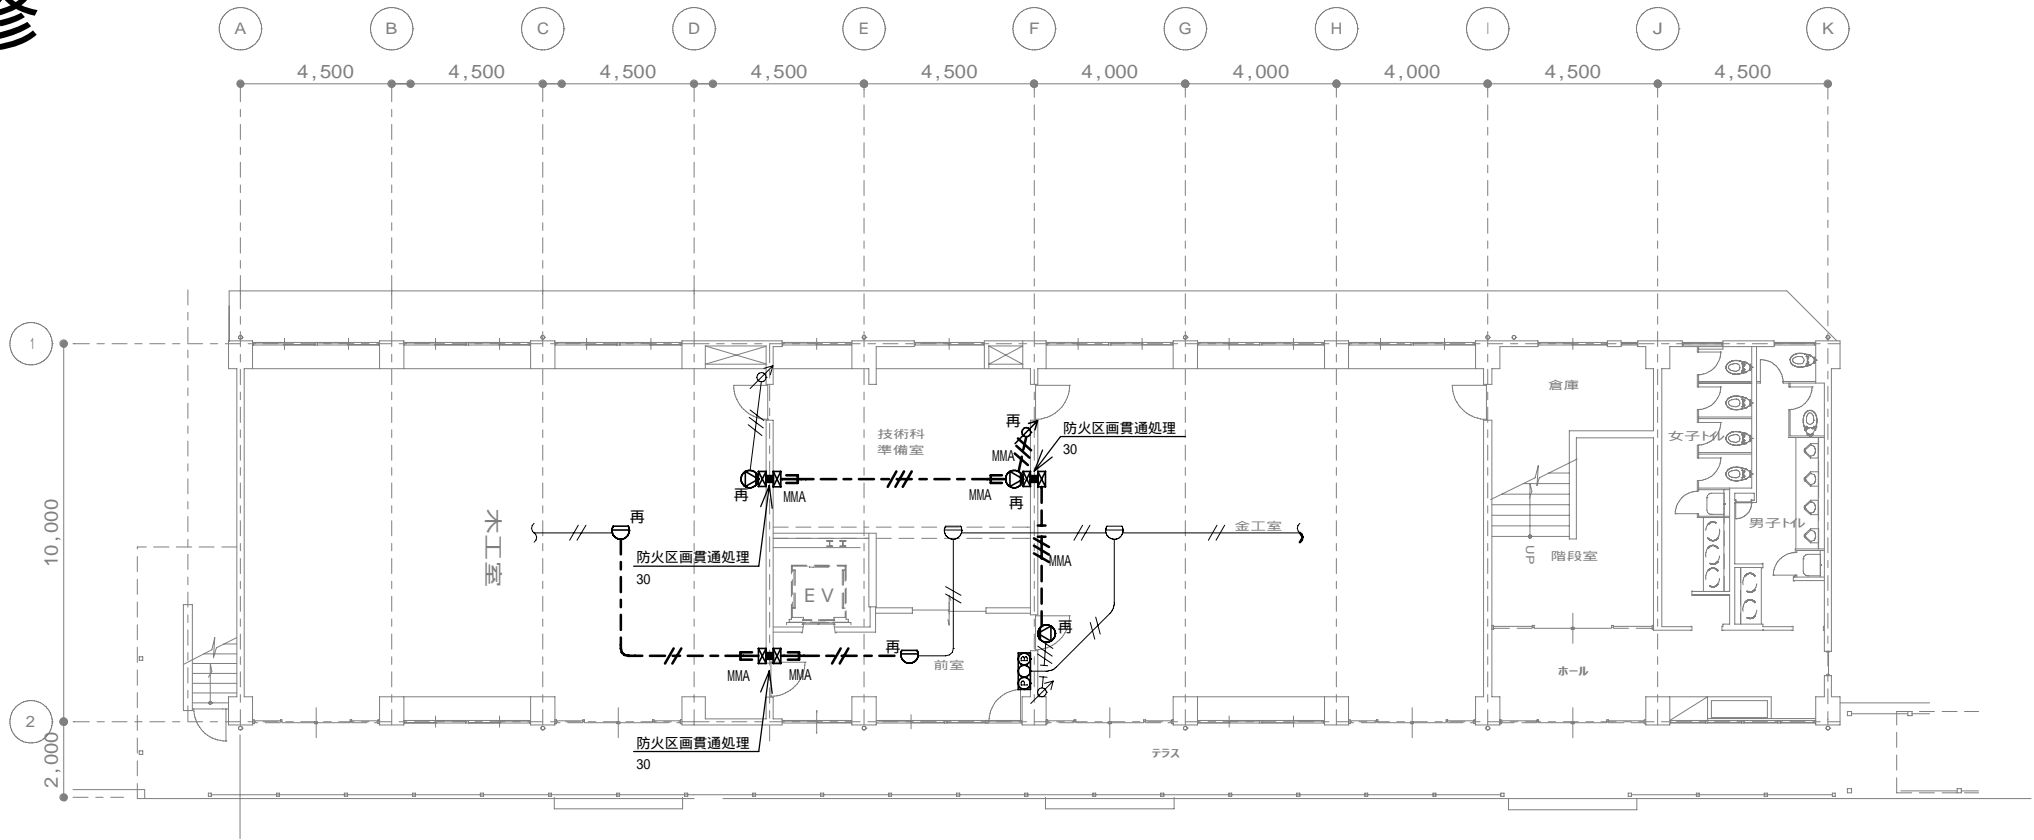 修
A B C D E F G H I J K
4,500 4,500 4,500 4,500 4,500 4,000 4,000 4,000 4,500 4,500
1
倉庫
技術科
準備室
再
防火区画貫通処理
30
女子トイレ
MMA
再
MMA
MMA
再
男子トイレ
10,000
木工室
再
金工室
UP
階段室
防火区画貫通処理
30
MMA
EV
再
再
前室
MMA
MMA
B
P
ホール
2
防火区画貫通処理
30
テラス
2,000